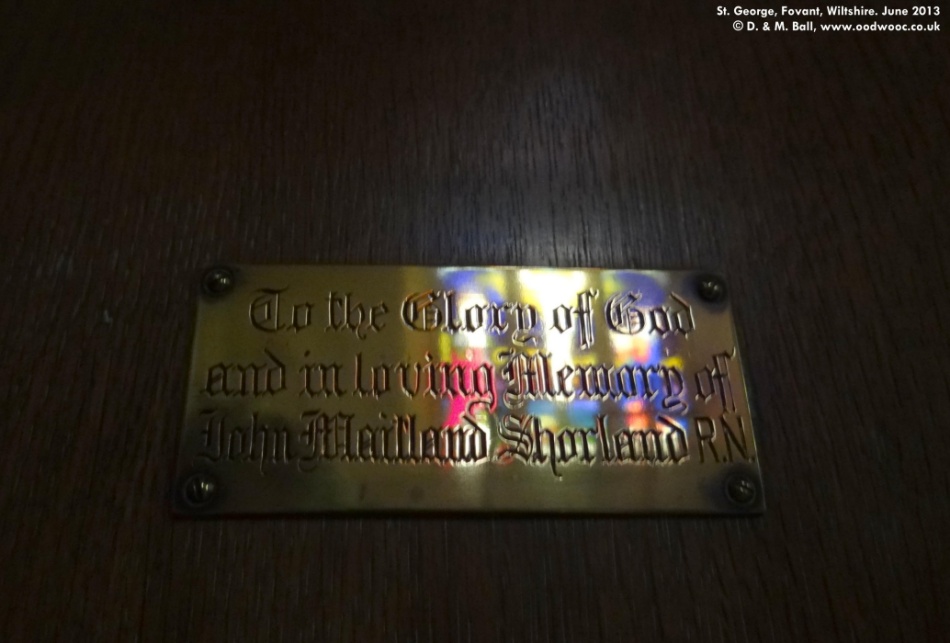 St. George, Fovant, Wiltshire. June 2013
© D. & M. Ball, www.oodwooc.co.uk
To the Glory of God
and in loving Memory of
John Maitland Shorland R.N.